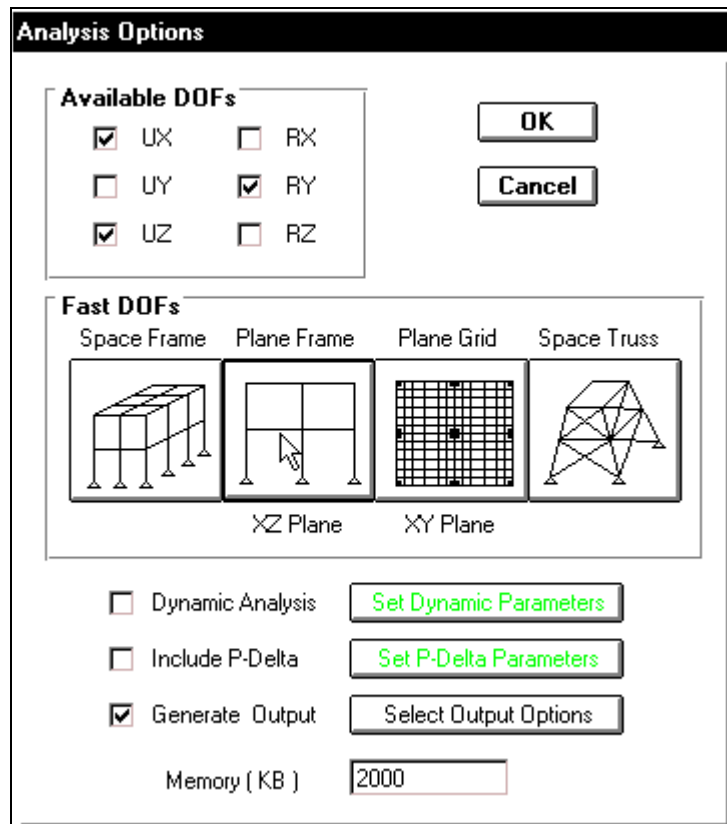 Analysis Options
Available DOFs
UX RX
UY RY
UZ RZ
OK
Cancel
Fast DOFs
Space Frame Plane Frame Plane Grid Space Truss
XZ Plane XY Plane
Dynamic Analysis Set Dynamic Parameters
Include P-Delta Set P-Delta Parameters
Generate Output Select Output Options
Memory ( KB ) 2000